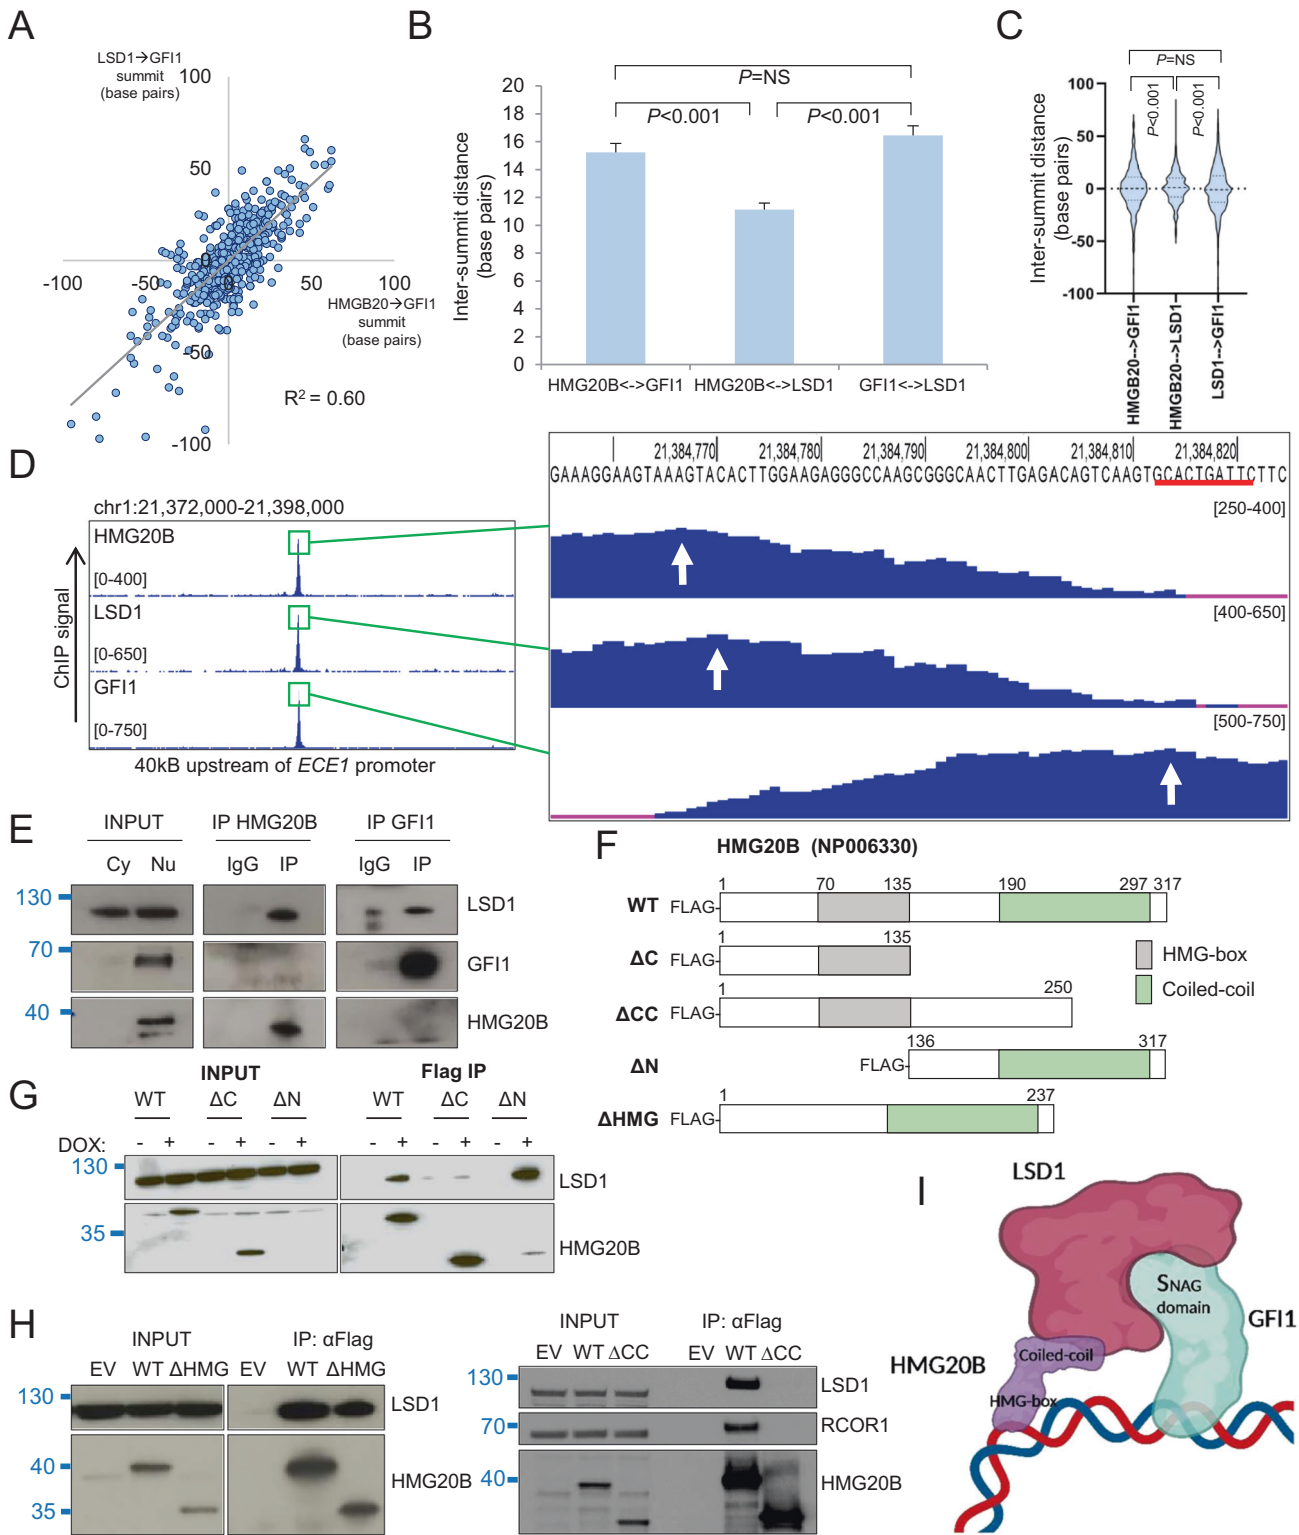 A
LSD1→GFI1
summit
(base pairs)
100
50
0
-100
-50
0
50
100
HMGB20→GFI1
summit
(base pairs)
-50
-100
R² = 0.60
B
P=NS
P<0.001
P<0.001
Inter-summit distance
(base pairs)
20
18
16
14
12
10
8
6
4
2
0
HMG20B<->GFI1
HMG20B<->LSD1
GFI1<->LSD1
C
P=NS
P<0.001
P<0.001
Inter-summit distance
(base pairs)
100
50
0
-50
-100
HMGB20-->GFI1
HMGB20-->LSD1
LSD1-->GFI1
D
chr1:21,372,000-21,398,000
ChIP signal
HMG20B
[0-400]
LSD1
[0-650]
GFI1
[0-750]
40kB upstream of ECE1 promoter
21,384,770
21,384,780
21,384,790
21,384,800
21,384,810
21,384,820
GAAAGGAAGTAAAGTACACTTGGAAGAGGGCCAAGCGGGCAACTTGAGACAGTCAAGTGCACTGATTCTTC
[250-400]
[400-650]
[500-750]
E
INPUT
IP HMG20B
IP GFI1
Cy
Nu
IgG
IP
IgG
IP
130
LSD1
70
GFI1
40
HMG20B
F
HMG20B (NP006330)
WT
FLAG-
1
70
135
190
297
317
ΔC
FLAG-
1
135
ΔCC
FLAG-
1
250
ΔN
FLAG-
136
317
ΔHMG
FLAG-
1
237
HMG-box
Coiled-coil
G
INPUT
Flag IP
WT
ΔC
ΔN
WT
ΔC
ΔN
DOX:
-
+
-
+
-
+
-
+
-
+
-
+
130
LSD1
35
HMG20B
H
INPUT
IP: αFlag
EV
WT
ΔHMG
EV
WT
ΔHMG
130
LSD1
40
HMG20B
35
INPUT
IP: αFlag
EV
WT
ΔCC
EV
WT
ΔCC
130
LSD1
70
RCOR1
40
HMG20B
I
LSD1
SNAG
domain
GFI1
HMG20B
Coiled-coil
HMG-box